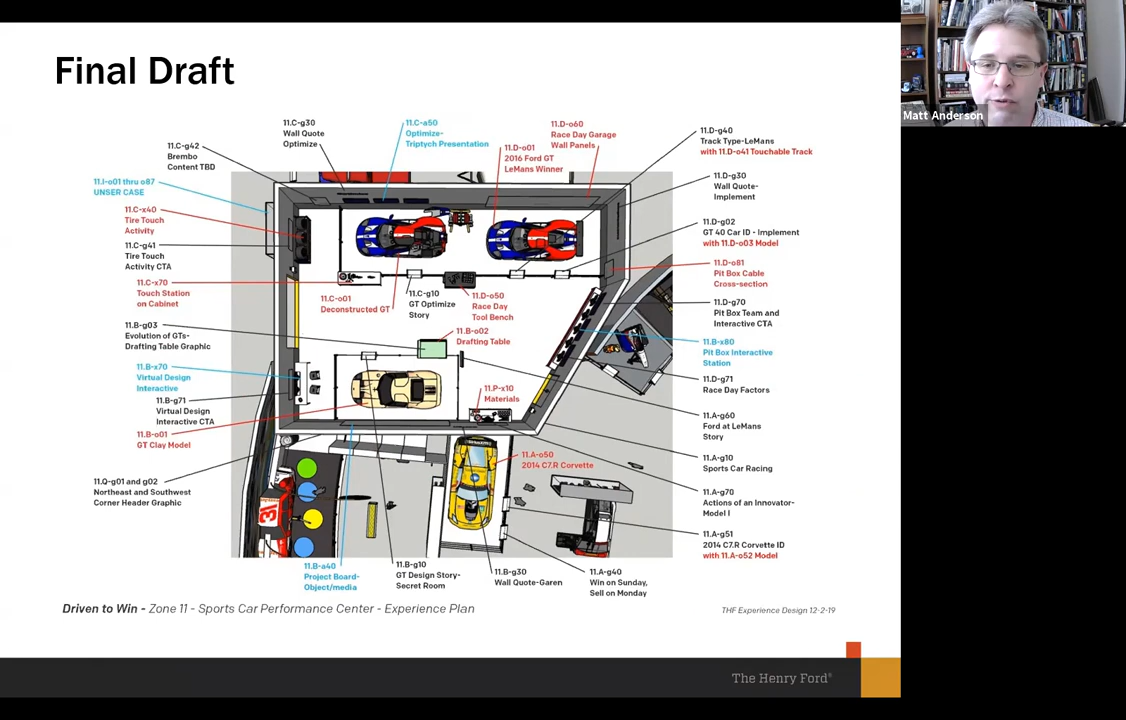 Final Draft
Matt Anderson
11.C-g30
Wall Quote
Optimize
11.C-a50
Optimize-
Triptych Presentation
11.D-o60
Race Day Garage
Wall Panels
11.D-g40
Track Type-LeMans
with 11.D-o41 Touchable Track
11.C-g42
Brembo
Content TBD
11.D-o01
2016 Ford GT
LeMans Winner
11.I-o01 thru o87
UNSER CASE
11.D-g30
Wall Quote-
Implement
11.C-x40
Tire Touch
Activity
11.D-g02
GT 40 Car ID - Implement
with 11.D-o03 Model
11.C-g41
Tire Touch
Activity CTA
11.D-o81
Pit Box Cable
Cross-section
11.C-x70
Touch Station
on Cabinet
11.C-o01
Deconstructed GT
11.C-g10
GT Optimize
Story
11.D-o50
Race Day
Tool Bench
11.D-g70
Pit Box Team and
Interactive CTA
11.B-g03
Evolution of GTs-
Drafting Table Graphic
11.B-o02
Drafting Table
11.B-x80
Pit Box Interactive
Station
11.B-x70
Virtual Design
Interactive
11.D-g71
Race Day Factors
11.P-x10
Materials
11.B-g71
Virtual Design
Interactive CTA
11.A-g60
Ford at LeMans
Story
11.B-o01
GT Clay Model
11.A-g10
Sports Car Racing
11.A-o50
2014 C7.R Corvette
11.Q-g01 and g02
Northeast and Southwest
Corner Header Graphic
11.A-g70
Actions of an Innovator-
Model I
31
11.A-g51
2014 C7.R Corvette ID
with 11.A-o52 Model
11.B-a40
Project Board-
Object/media
11.B-g10
GT Design Story-
Secret Room
11.B-g30
Wall Quote-Garen
11.A-g40
Win on Sunday,
Sell on Monday
Driven to Win - Zone 11 - Sports Car Performance Center - Experience Plan
THF Experience Design 12-2-19
The Henry Ford®